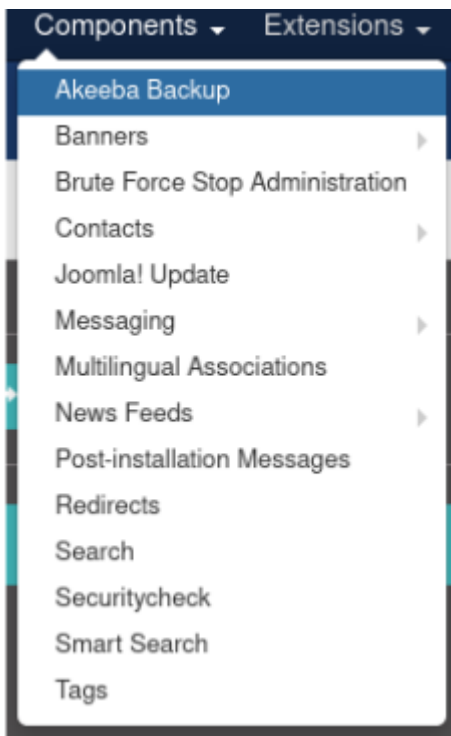 Components Extensions
Akeeba Backup
Banners
Brute Force Stop Administration
Contacts
Joomla! Update
Messaging
Multilingual Associations
News Feeds
Post-installation Messages
Redirects
Search
Securitycheck
Smart Search
Tags